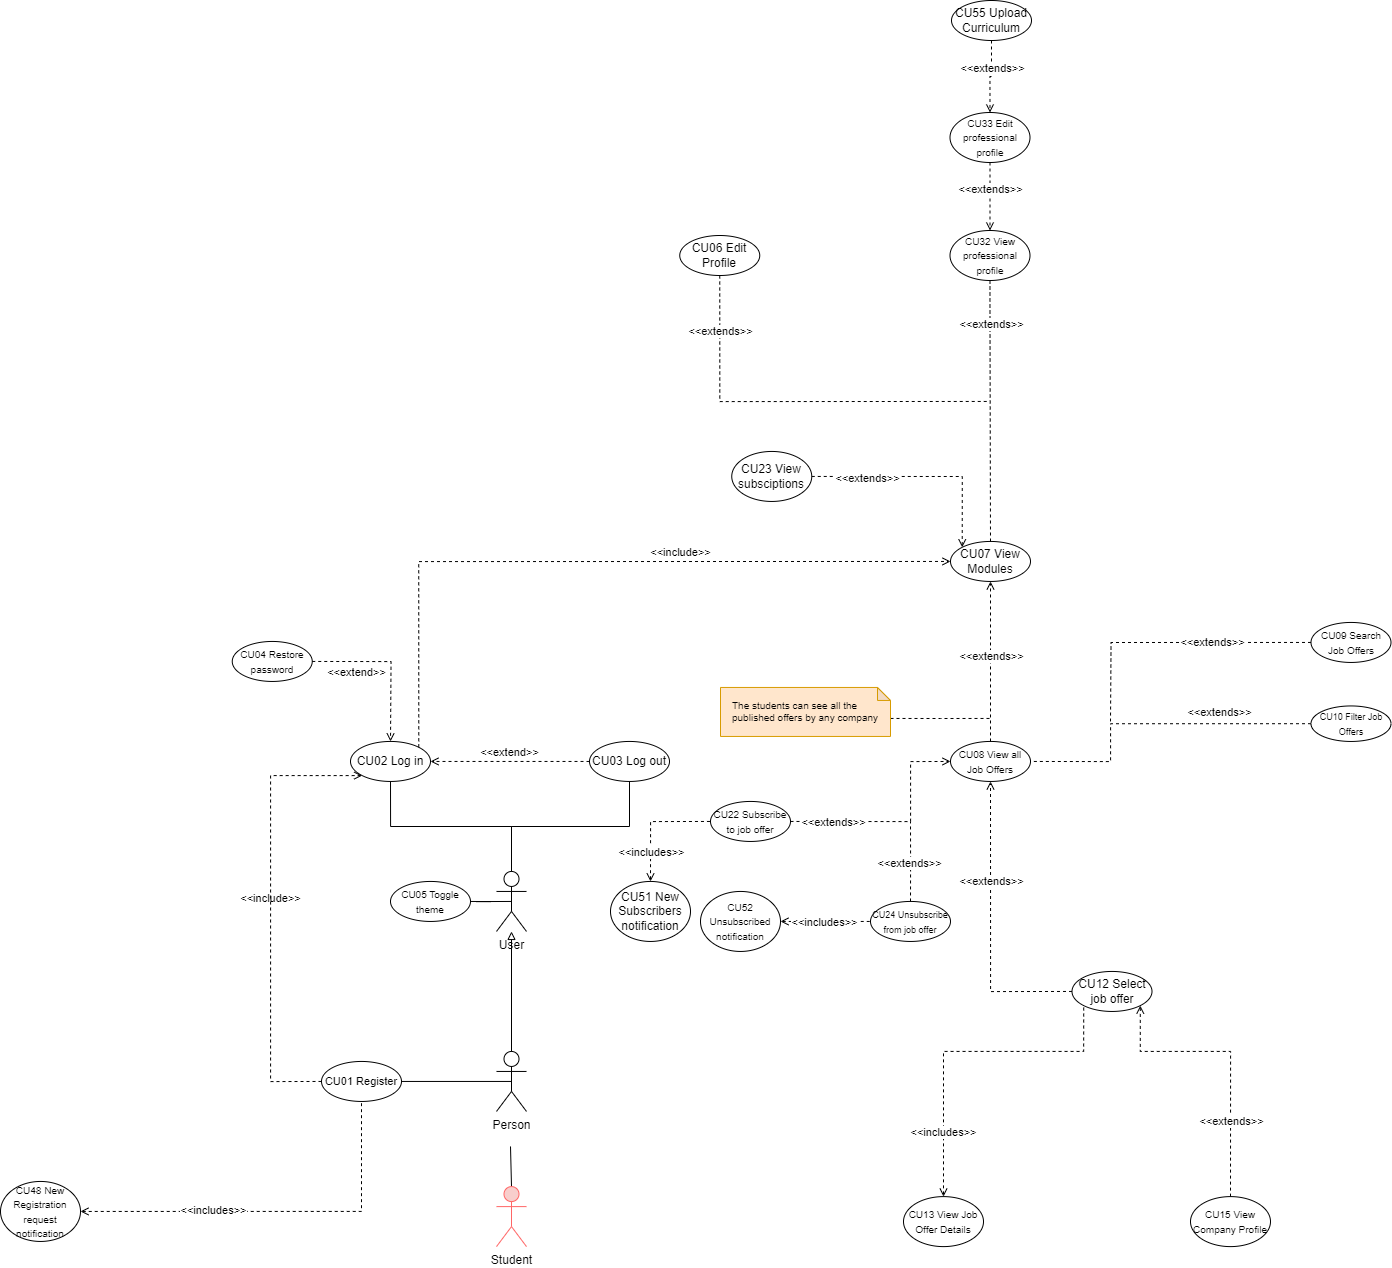 CU55 Upload
Curriculum
<<extends>>
CU33 Edit
professional
profile
<<extends>>
CU32 View
professional
profile
CU06 Edit
Profile
<<extends>>
<<extends>>
CU23 View
subsciptions
<<extends>>
<<include>>
CU07 View
Modules
CU04 Restore
password
<<extend>>
<<extends>>
<<extends>>
CU09 Search
Job Offers
The students can see all the
published offers by any company
<<extends>>
CU10 Filter Job
Offers
CU02 Log in
<<extend>>
CU03 Log out
CU08 View all
Job Offers
CU22 Subscribe
to job offer
<<extends>>
<<includes>>
<<extends>>
<<extends>>
CU05 Toggle
theme
<<include>>
CU51 New
Subscribers
notification
CU52
Unsubscribed
notification
<<includes>>
CU24 Unsubscribe
from job offer
User
CU12 Select
job offer
CU01 Register
Person
<<includes>>
<<extends>>
CU48 New
Registration
request
notification
<<includes>>
CU13 View Job
Offer Details
CU15 View
Company Profile
Student